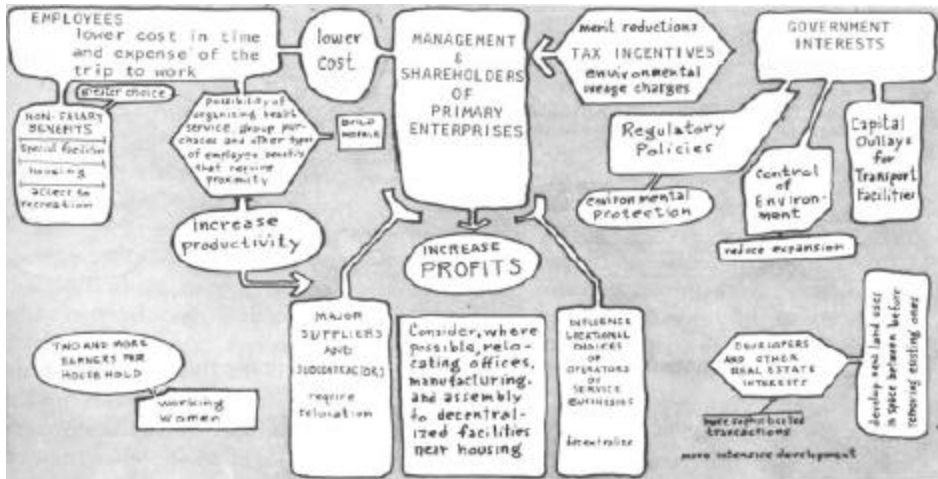 EMPLOYEES
lower cost in time
and expense of the
trip to work
greater choice
NON-SALARY
BENEFITS
special facilities
housing
access to
recreation
possibility of
organizing health
service, group pur-
chases and other types
of employee benefits
that require
proximity
BUILD
MODELS
increase
productivity
lower
cost
MANAGEMENT
&
SHAREHOLDERS
OF
PRIMARY
ENTERPRISES
merit reductions
TAX INCENTIVES
environmental
usage charges
GOVERNMENT
INTERESTS
Regulatory
Policies
environmental
protection
Control
of
Environ-
ment
reduce expansion
Capital
Outlays
for
Transport
Facilities
INCREASE
PROFITS
MAJOR
SUPPLIERS
AND
SUBCONTRACTORS
require
relocation
Consider, where
possible, relo-
cating offices,
manufacturing,
and assembly
to decentral-
ized facilities
near housing
INFLUENCE
LOCATIONAL
CHOICES
OF
OPERATORS
OF
SERVICE
BUSINESSES
decentralize
TWO AND MORE
EARNERS PER
HOUSEHOLD
working
women
DEVELOPERS
AND OTHER
REAL ESTATE
INTERESTS
more sophisticated
transactions
more intensive development
develop new land uses
in space between before
removing existing ones